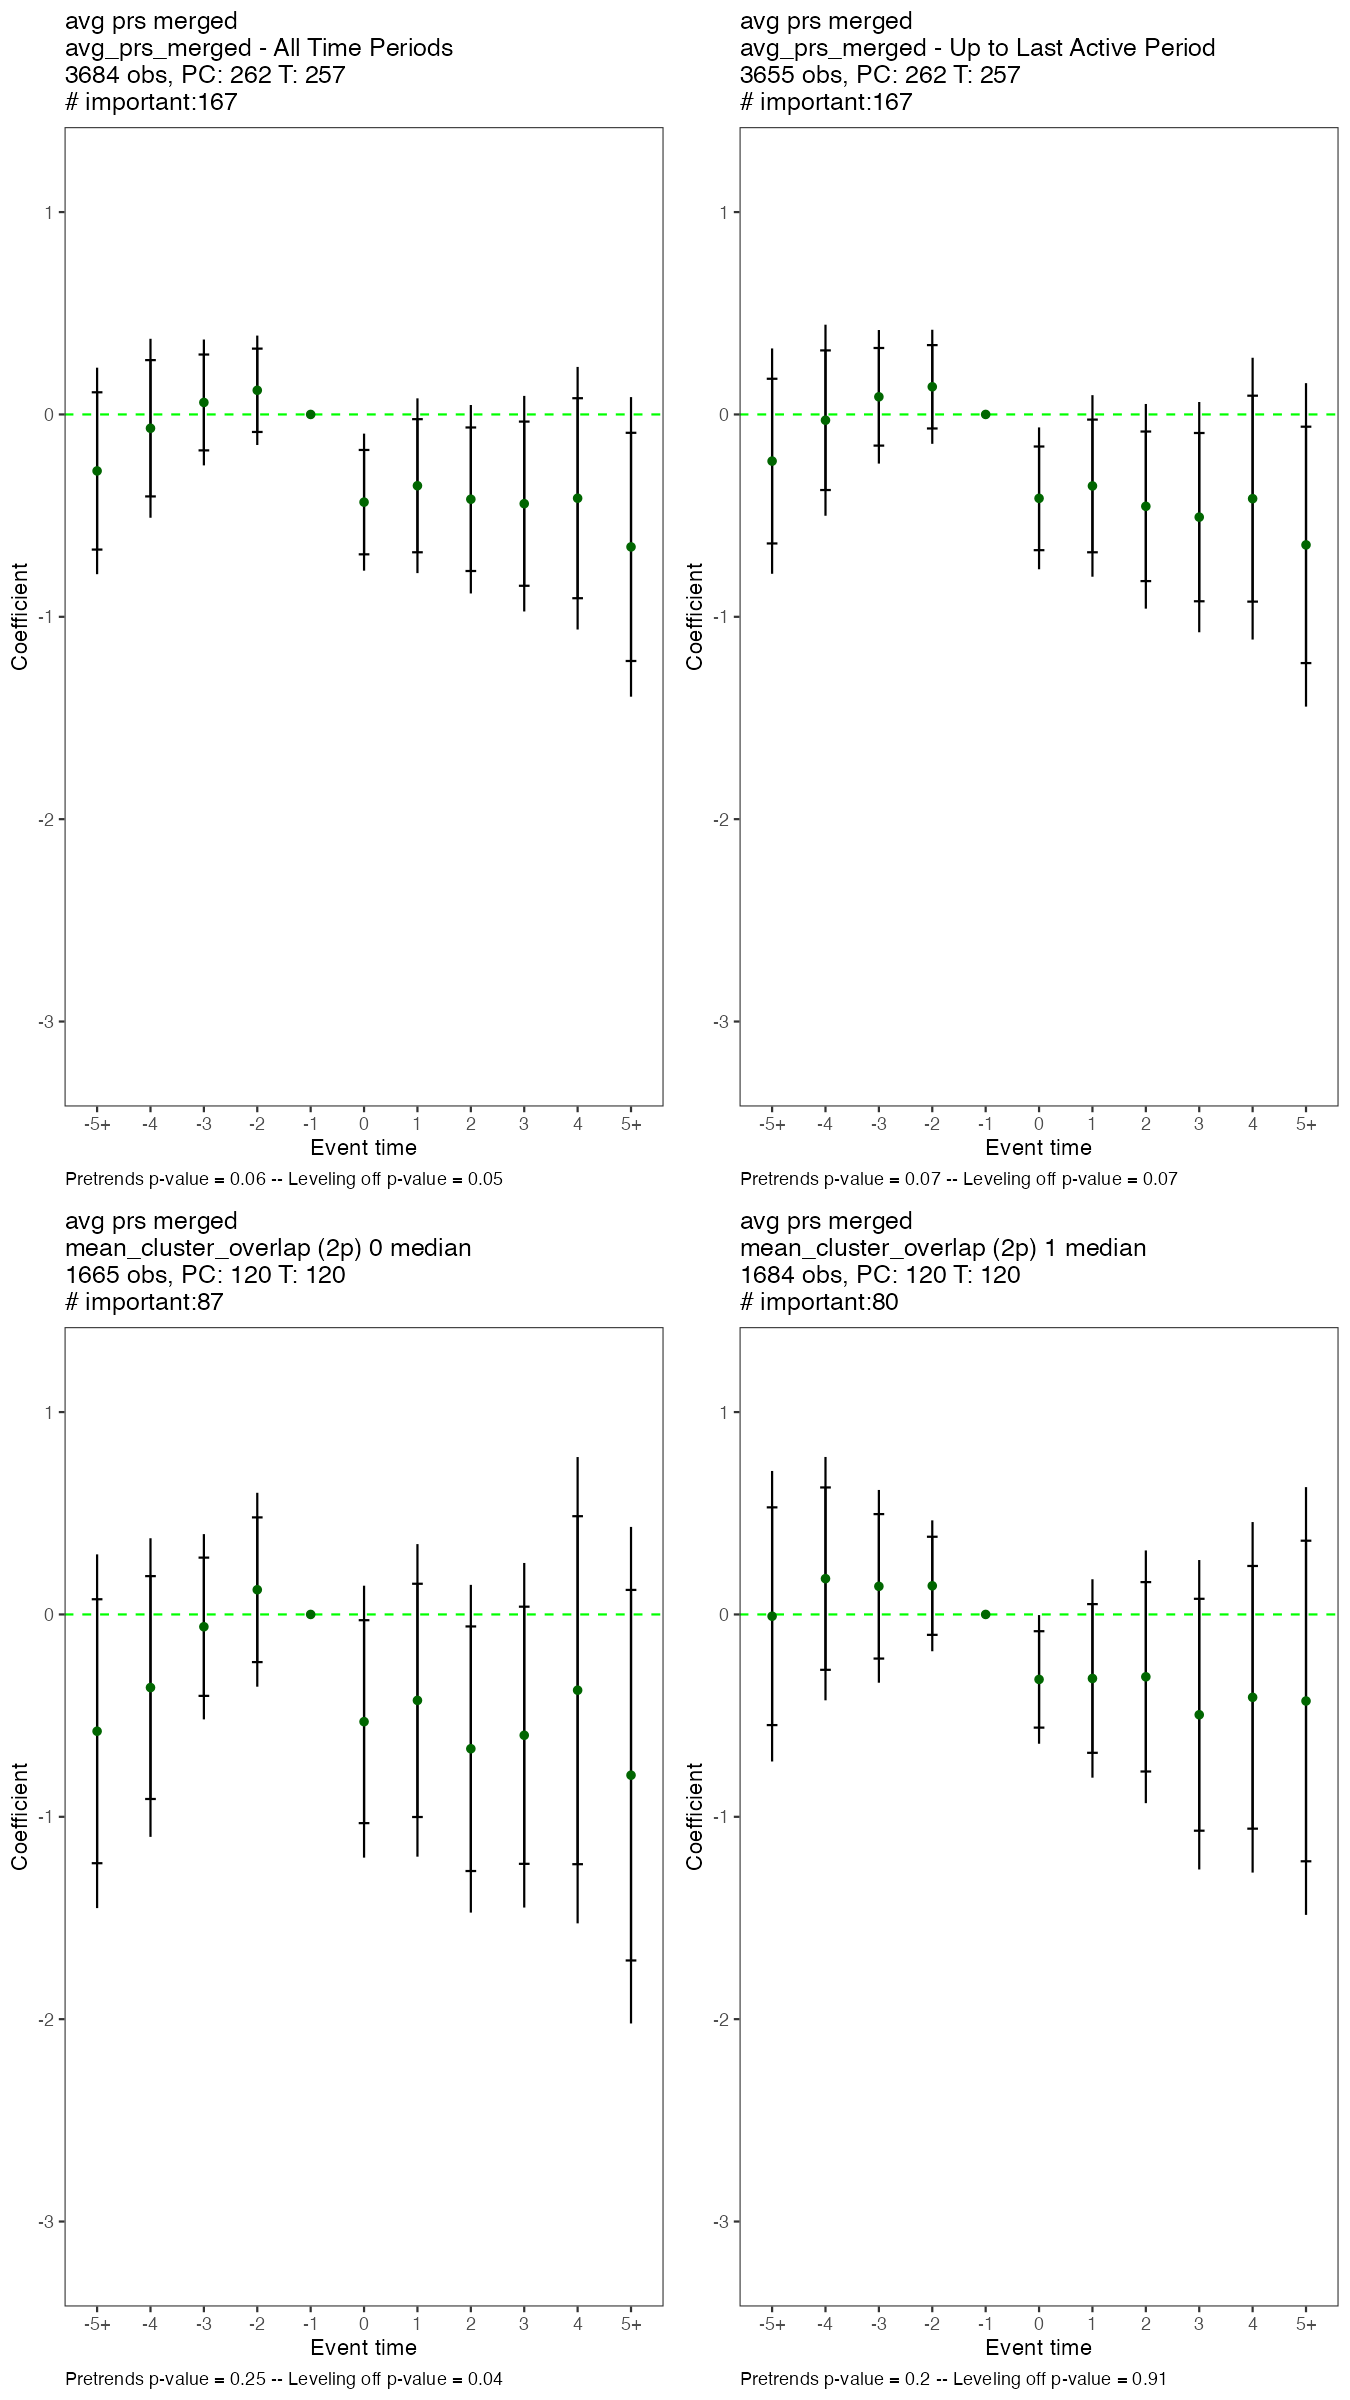 avg prs merged
avg_prs_merged - All Time Periods
3684 obs, PC: 262 T: 257
# important:167
1
0
-1
-2
-3
Coefficient
-5+ -4 -3 -2 -1 0 1 2 3 4 5+
Event time
Pretrends p-value = 0.06 -- Leveling off p-value = 0.05
avg prs merged
avg_prs_merged - Up to Last Active Period
3655 obs, PC: 262 T: 257
# important:167
1
0
-1
-2
-3
Coefficient
-5+ -4 -3 -2 -1 0 1 2 3 4 5+
Event time
Pretrends p-value = 0.07 -- Leveling off p-value = 0.07
avg prs merged
mean_cluster_overlap (2p) 0 median
1665 obs, PC: 120 T: 120
# important:87
1
0
-1
-2
-3
Coefficient
-5+ -4 -3 -2 -1 0 1 2 3 4 5+
Event time
Pretrends p-value = 0.25 -- Leveling off p-value = 0.04
avg prs merged
mean_cluster_overlap (2p) 1 median
1684 obs, PC: 120 T: 120
# important:80
1
0
-1
-2
-3
Coefficient
-5+ -4 -3 -2 -1 0 1 2 3 4 5+
Event time
Pretrends p-value = 0.2 -- Leveling off p-value = 0.91